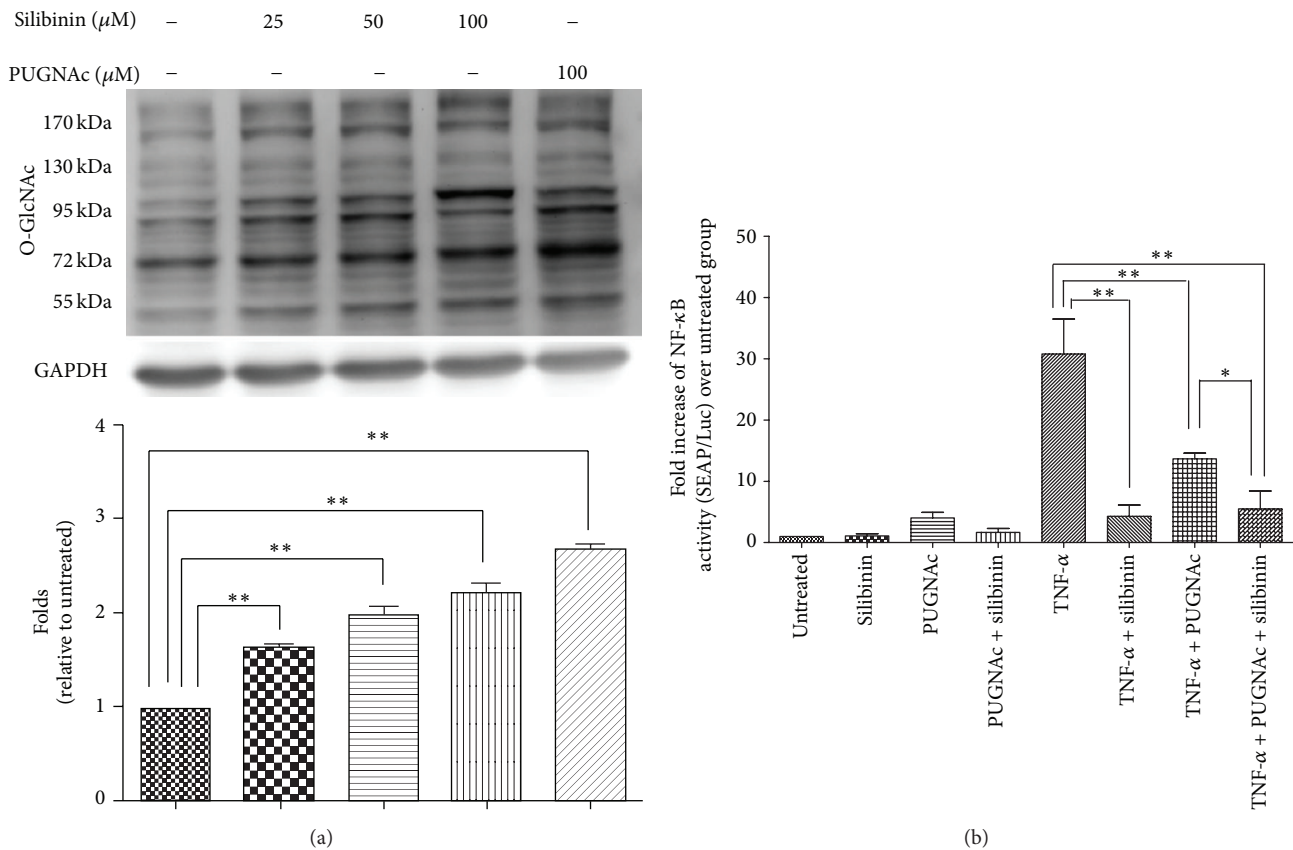 Silibinin (μM) – 25 50 100 –
PUGNAc (μM) – – – – 100
O-GlcNAc
170 kDa
130 kDa
95 kDa
72 kDa
55 kDa
GAPDH
Folds
(relative to untreated)
4
3
2
1
0
**
**
**
**
(a)
Fold increase of NF-κB
activity (SEAP/Luc) over untreated group
50
40
30
20
10
0
**
**
**
*
Untreated
Silibinin
PUGNAc
PUGNAc + silibinin
TNF-α
TNF-α + silibinin
TNF-α + PUGNAc
TNF-α + PUGNAc + silibinin
(b)